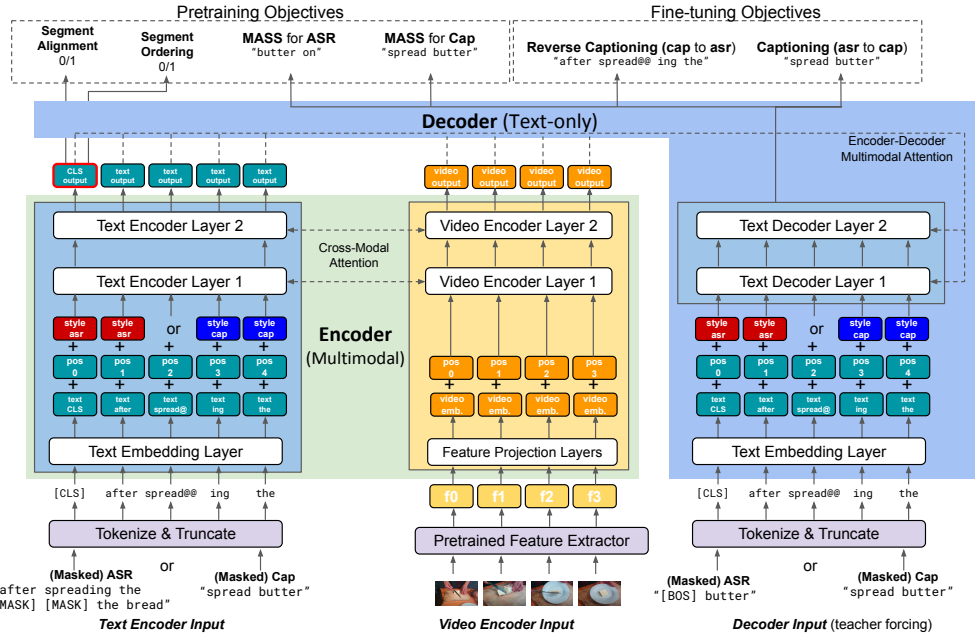 Pretraining Objectives
Fine-tuning Objectives
Segment Alignment
0/1
Segment Ordering
0/1
MASS for ASR
"butter on"
MASS for Cap
"spread butter"
Reverse Captioning (cap to asr)
"after spread@@ ing the"
Captioning (asr to cap)
"spread butter"
Decoder (Text-only)
Encoder-Decoder
Multimodal Attention
CLS output
text output
text output
text output
text output
video output
video output
video output
video output
Text Encoder Layer 2
Video Encoder Layer 2
Text Decoder Layer 2
Cross-Modal
Attention
Text Encoder Layer 1
Video Encoder Layer 1
Text Decoder Layer 1
style asr
style asr
or
style cap
style cap
Encoder
(Multimodal)
style asr
style asr
or
style cap
style cap
+ + + + +
+ + + + +
pos 0
pos 1
pos 2
pos 3
pos 4
pos 0
pos 1
pos 2
pos 3
pos 0
pos 1
pos 2
pos 3
pos 4
+ + + + +
+ + + +
+ + + + +
text CLS
text after
text spread@
text ing
text the
video emb.
video emb.
video emb.
video emb.
text CLS
text after
text spread@
text ing
text the
Text Embedding Layer
Feature Projection Layers
Text Embedding Layer
[CLS] after spread@@ ing the
f0 f1 f2 f3
[CLS] after spread@@ ing the
Tokenize & Truncate
Pretrained Feature Extractor
Tokenize & Truncate
(Masked) ASR
after spreading the
MASK] [MASK] the bread"
or
(Masked) Cap
"spread butter"
(Masked) ASR
"[BOS] butter"
or
(Masked) Cap
"spread butter"
Text Encoder Input
Video Encoder Input
Decoder Input (teacher forcing)